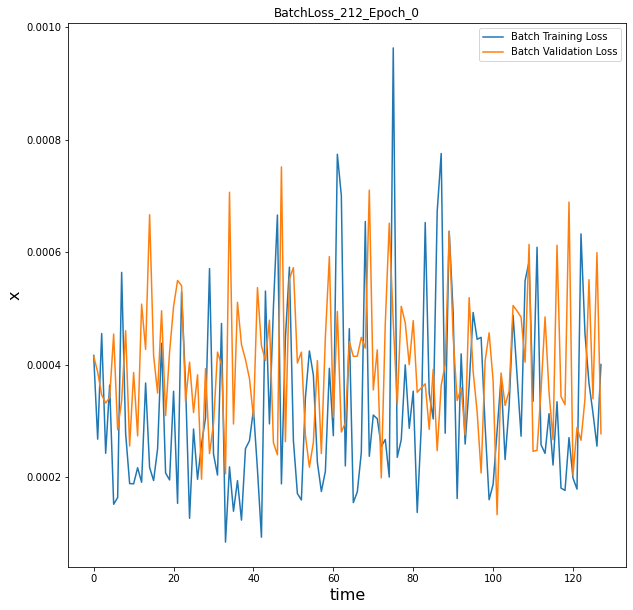 BatchLoss_212_Epoch_0
Batch Training Loss
Batch Validation Loss
0.0010
0.0008
0.0006
0.0004
0.0002
x
0
20
40
60
80
100
120
time